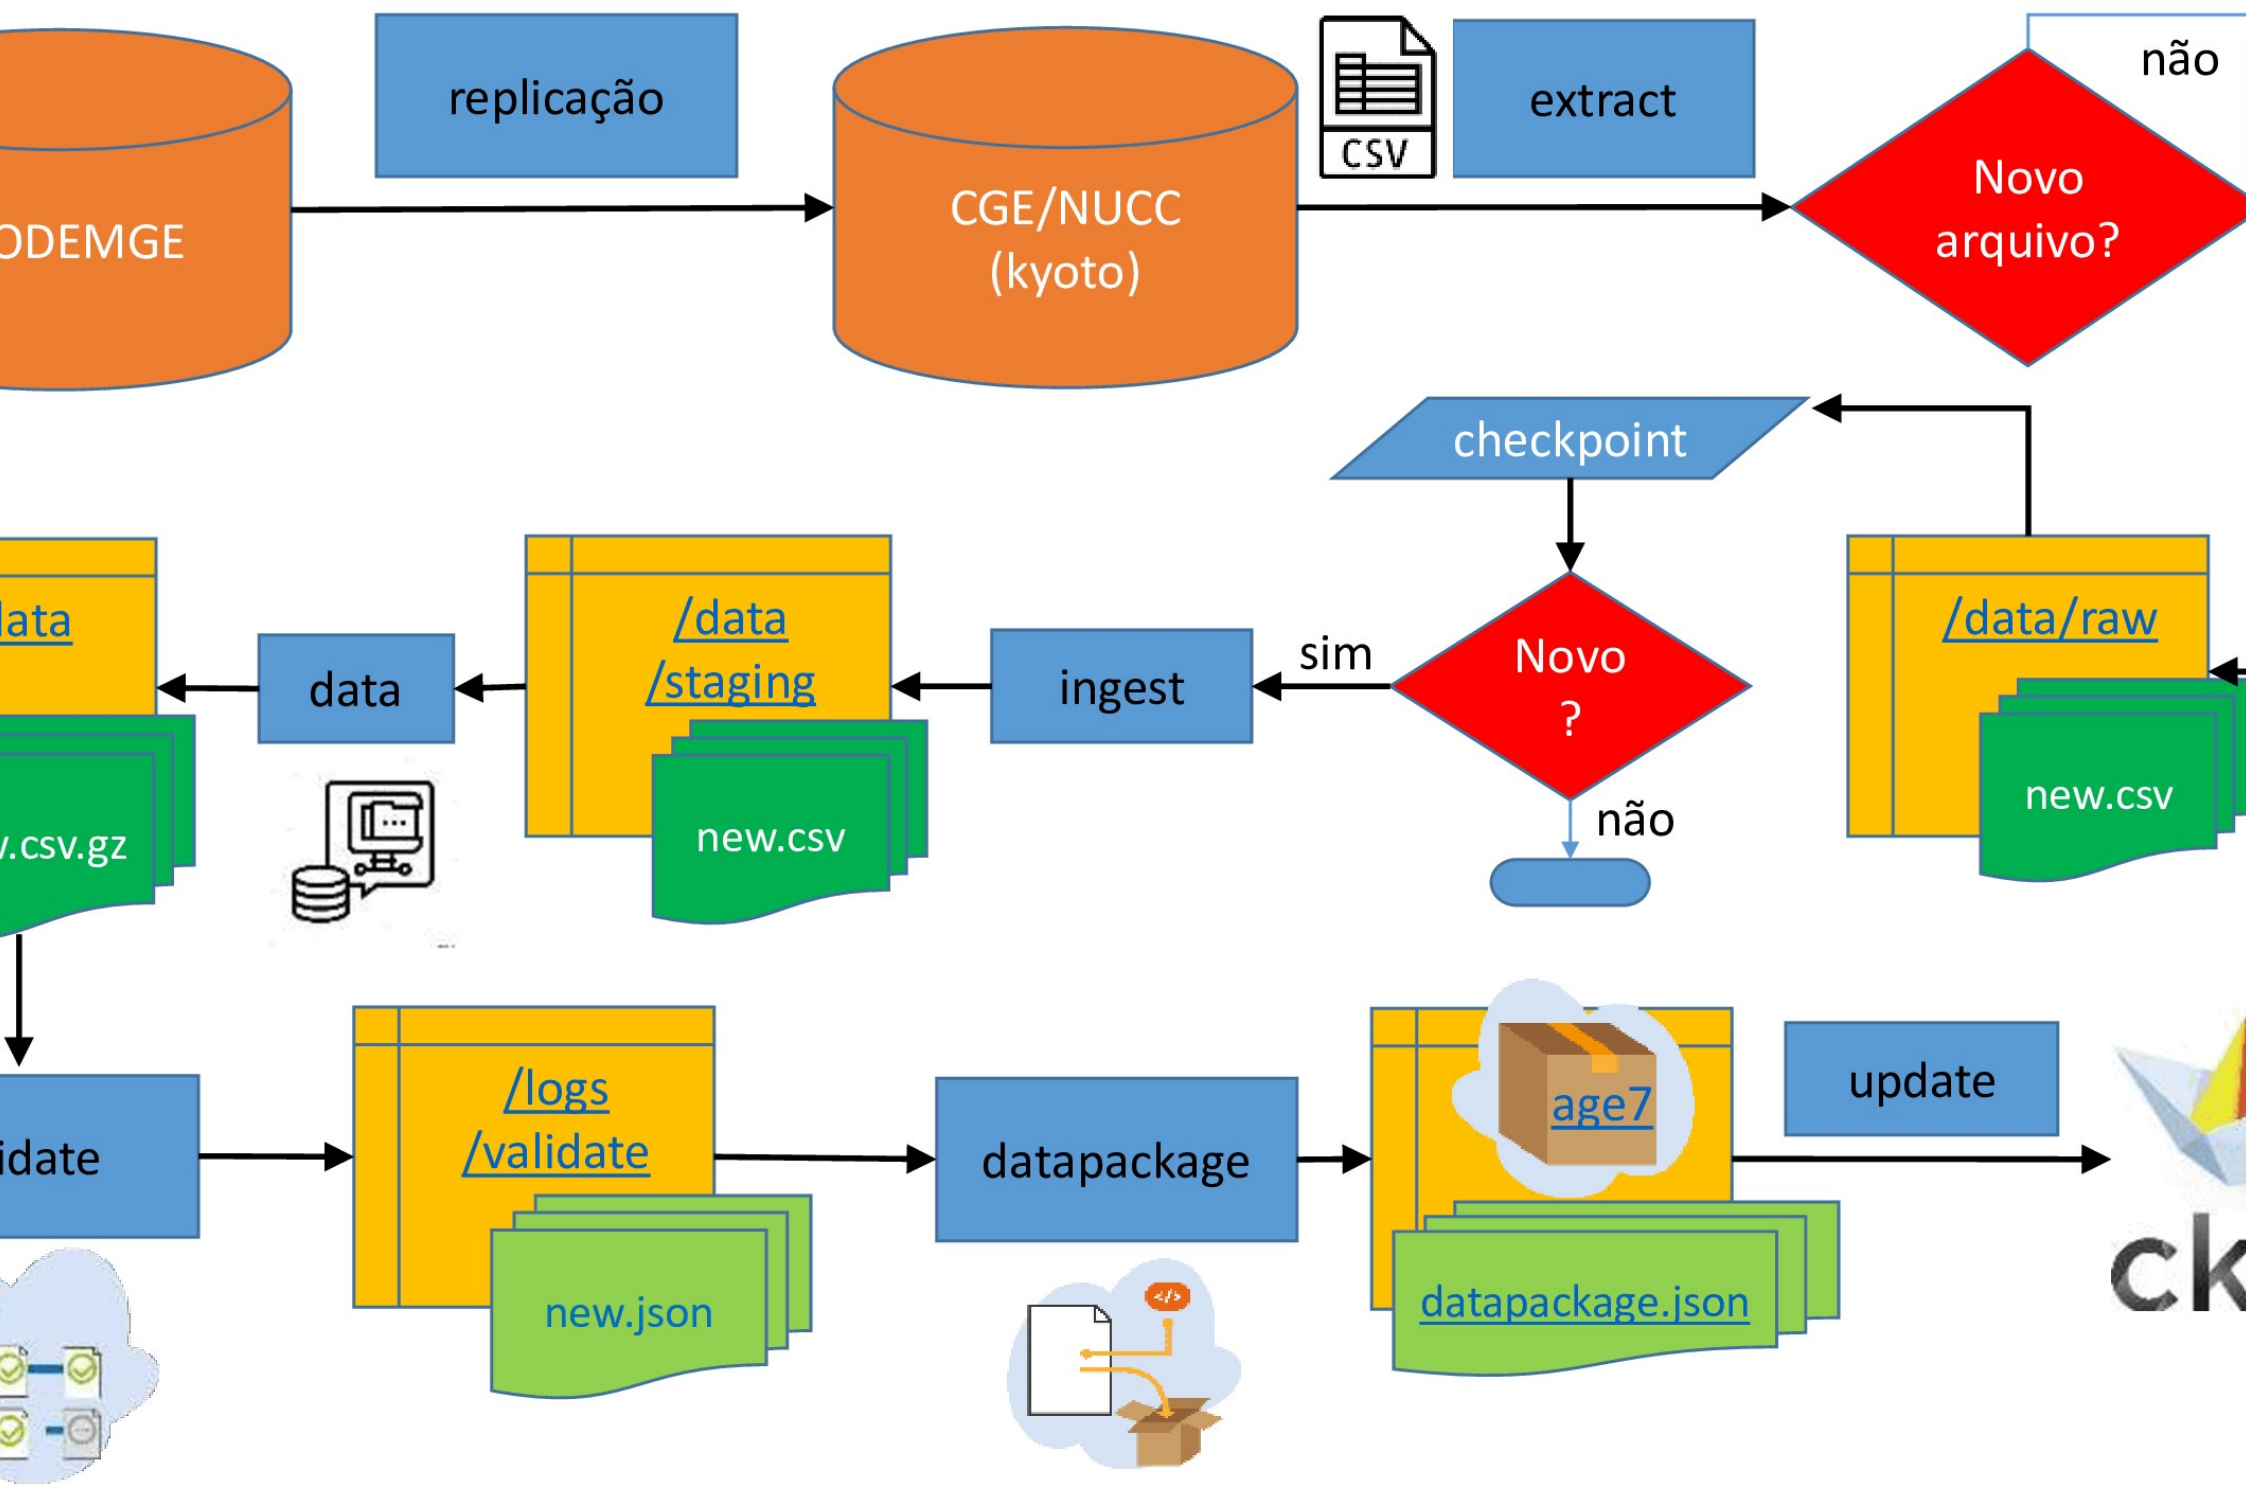 replicação
CSV
extract
não
ODEMGE
CGE/NUCC
(kyoto)
Novo
arquivo?
checkpoint
data
/data
/staging
new.csv
ingest
sim
Novo
?
não
/data/raw
new.csv
.csv.gz
idate
/logs
/validate
new.json
datapackage
age7
datapackage.json
update
ck